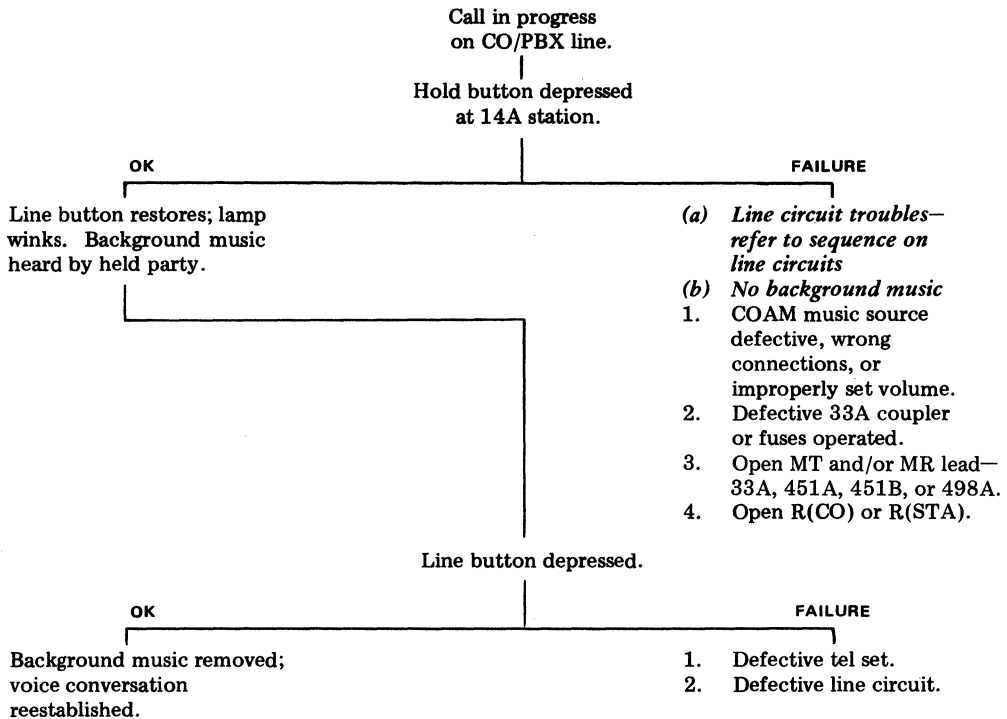 Call in progress
on CO/PBX line.
Hold button depressed
at 14A station.
OK
FAILURE
Line button restores; lamp
winks. Background music
heard by held party.
(a) Line circuit troubles—
refer to sequence on
line circuits
(b) No background music
1. COAM music source
defective, wrong
connections, or
improperly set volume.
2. Defective 33A coupler
or fuses operated.
3. Open MT and/or MR lead—
33A, 451A, 451B, or 498A.
4. Open R(CO) or R(STA).
Line button depressed.
OK
FAILURE
Background music removed;
voice conversation
reestablished.
1. Defective tel set.
2. Defective line circuit.